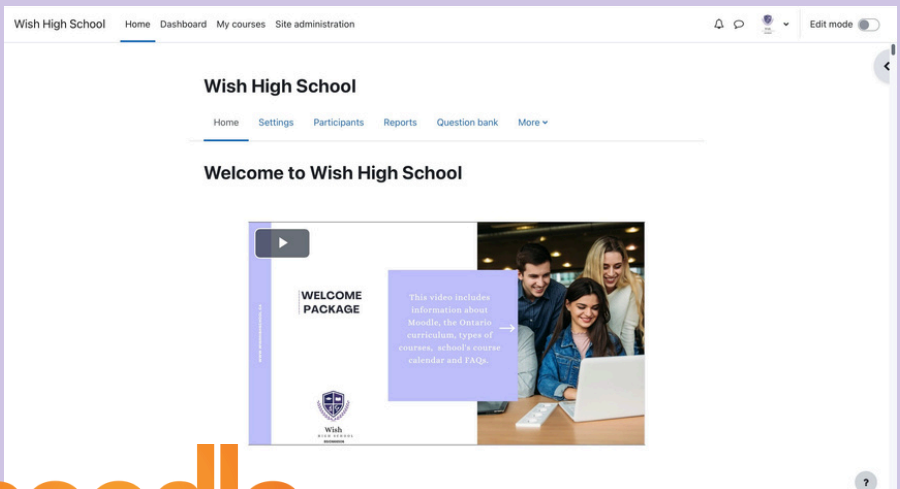 Wish High School Home Dashboard My courses Site administration Edit mode
Wish High School
Home Settings Participants Reports Question bank More
Welcome to Wish High School
WELCOME
PACKAGE
This video includes
information about
Moodle, the Ontario
curriculum, types of
courses, school's course
calendar and FAQs.
Wish
HIGH SCHOOL
?
moodle